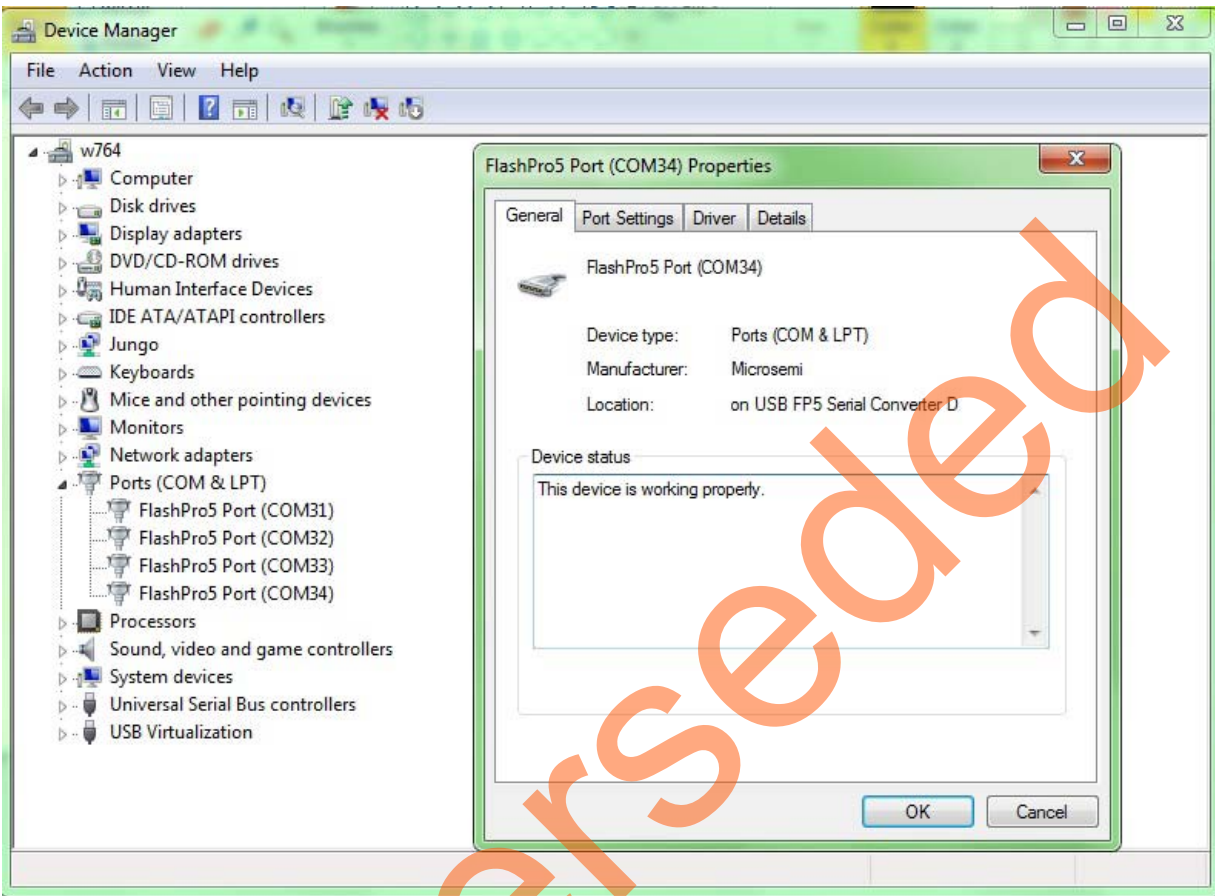 Device Manager
File Action View Help
w764
Computer
Disk drives
Display adapters
DVD/CD-ROM drives
Human Interface Devices
IDE ATA/ATAPI controllers
Jungo
Keyboards
Mice and other pointing devices
Monitors
Network adapters
Ports (COM & LPT)
FlashPro5 Port (COM31)
FlashPro5 Port (COM32)
FlashPro5 Port (COM33)
FlashPro5 Port (COM34)
Processors
Sound, video and game controllers
System devices
Universal Serial Bus controllers
USB Virtualization
FlashPro5 Port (COM34) Properties
General Port Settings Driver Details
FlashPro5 Port (COM34)
Device type: Ports (COM & LPT)
Manufacturer: Microsemi
Location: on USB FP5 Serial Converter D
Device status
This device is working properly.
OK Cancel
erseded